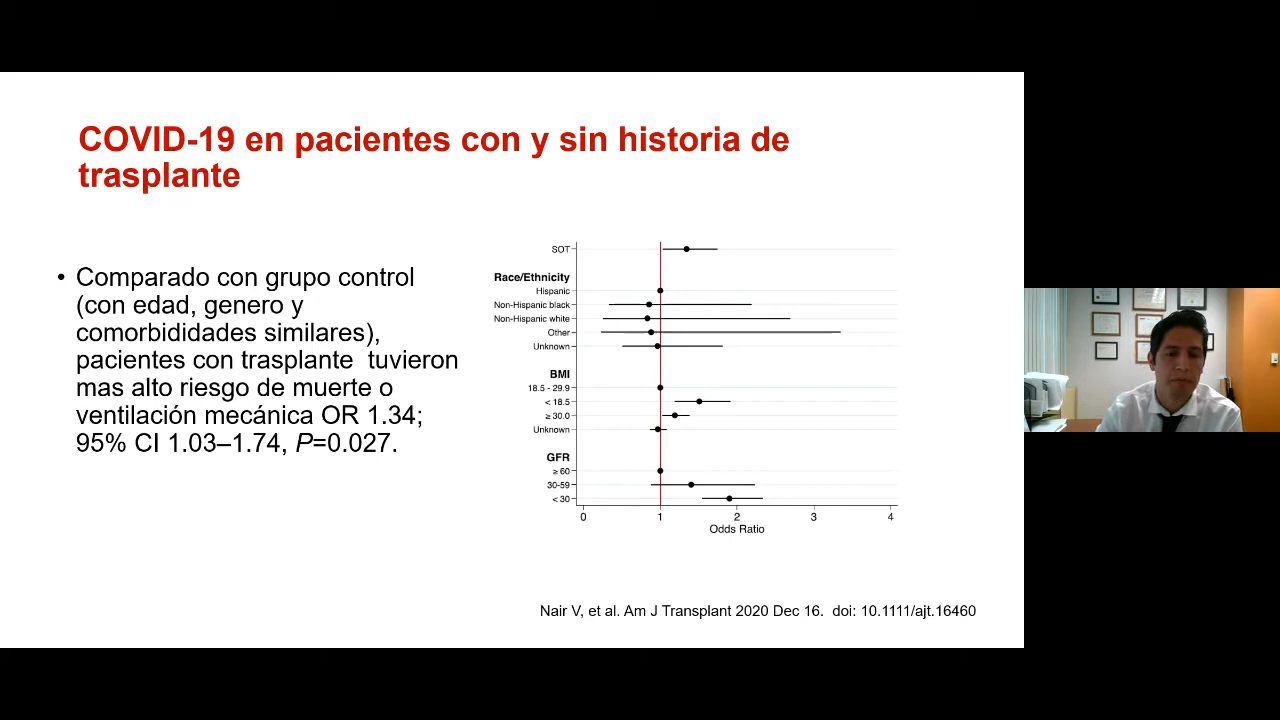 COVID-19 en pacientes con y sin historia de
trasplante
• Comparado con grupo control
(con edad, genero y
comorbididades similares),
pacientes con trasplante tuvieron
mas alto riesgo de muerte o
ventilación mecánica OR 1.34;
95% CI 1.03–1.74, P=0.027.
SOT
Race/Ethnicity
Hispanic
Non-Hispanic black
Non-Hispanic white
Other
Unknown
BMI
18.5 - 29.9
< 18.5
≥ 30.0
Unknown
GFR
≥ 60
30-59
< 30
0 1 2 3 4
Odds Ratio
Nair V, et al. Am J Transplant 2020 Dec 16. doi: 10.1111/ajt.16460